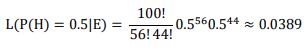 L(P(H) = 0.5|E) = 100!/(56! 44!) 0.5^56 0.5^44 ≈ 0.0389